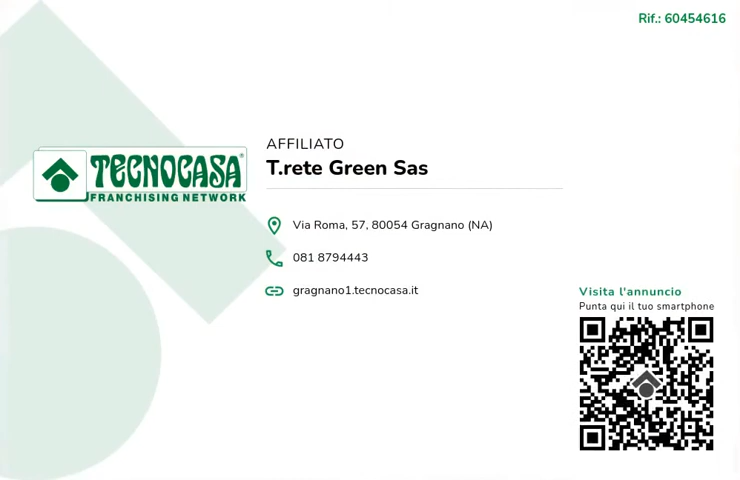 Rif.: 60454616
AFFILIATO
T.rete Green Sas
TECNOCASA®
FRANCHISING NETWORK
Via Roma, 57, 80054 Gragnano (NA)
081 8794443
gragnano1.tecnocasa.it
Visita l'annuncio
Punta qui il tuo smartphone